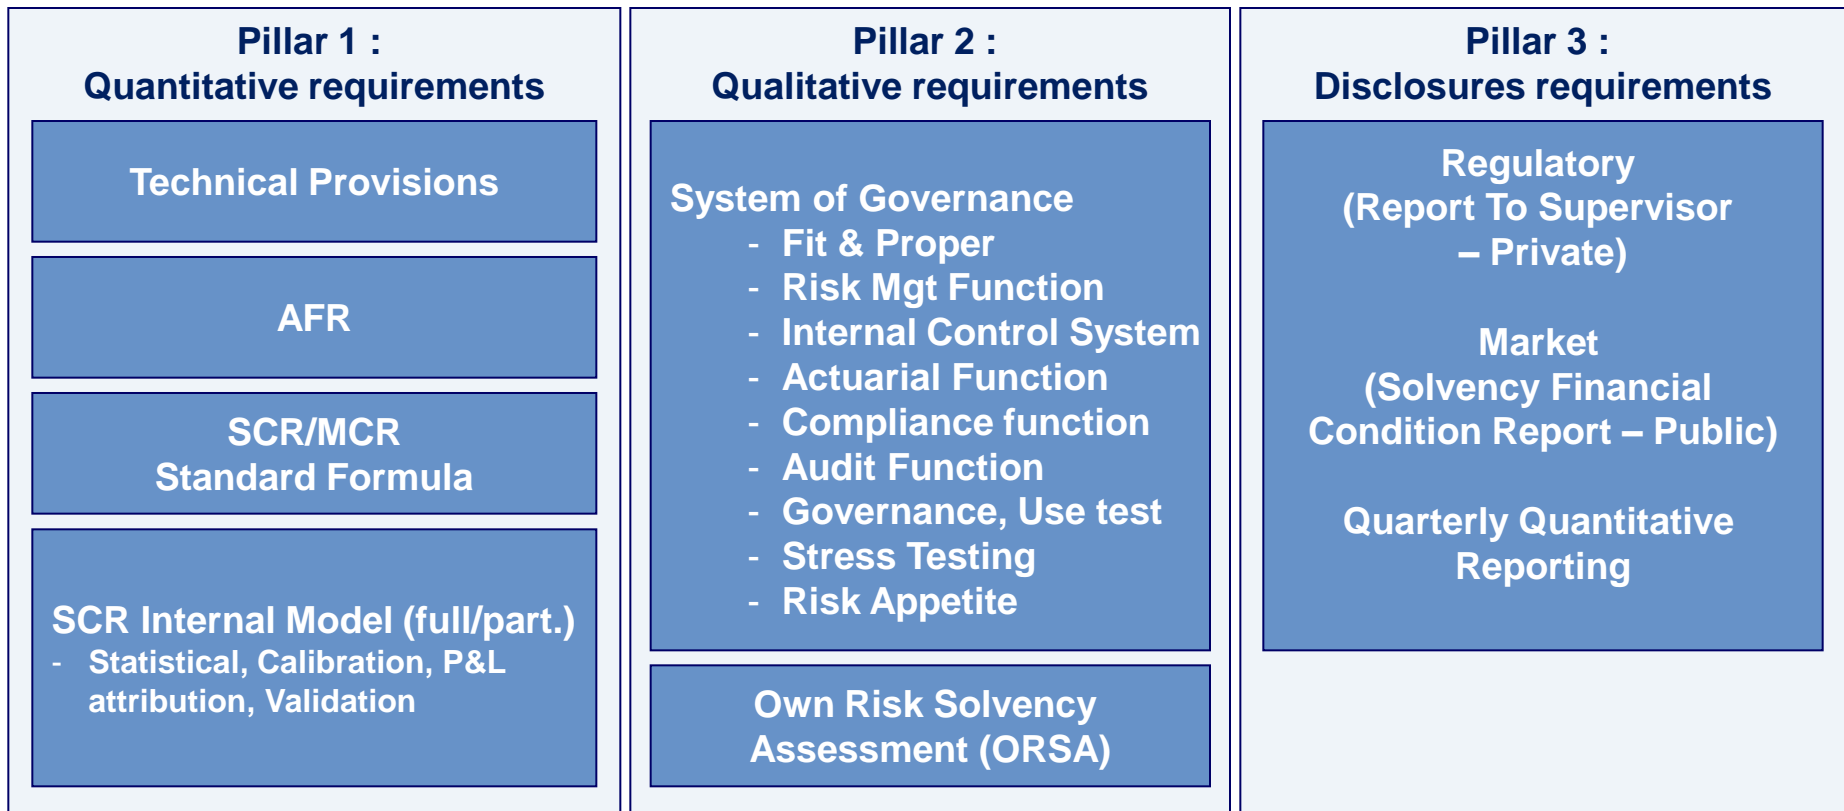 Pillar 1 :
Quantitative requirements
Technical Provisions
AFR
SCR/MCR
Standard Formula
SCR Internal Model (full/part.)
- Statistical, Calibration, P&L
attribution, Validation
Pillar 2 :
Qualitative requirements
System of Governance
- Fit & Proper
- Risk Mgt Function
- Internal Control System
- Actuarial Function
- Compliance function
- Audit Function
- Governance, Use test
- Stress Testing
- Risk Appetite
Own Risk Solvency
Assessment (ORSA)
Pillar 3 :
Disclosures requirements
Regulatory
(Report To Supervisor
– Private)
Market
(Solvency Financial
Condition Report – Public)
Quarterly Quantitative
Reporting